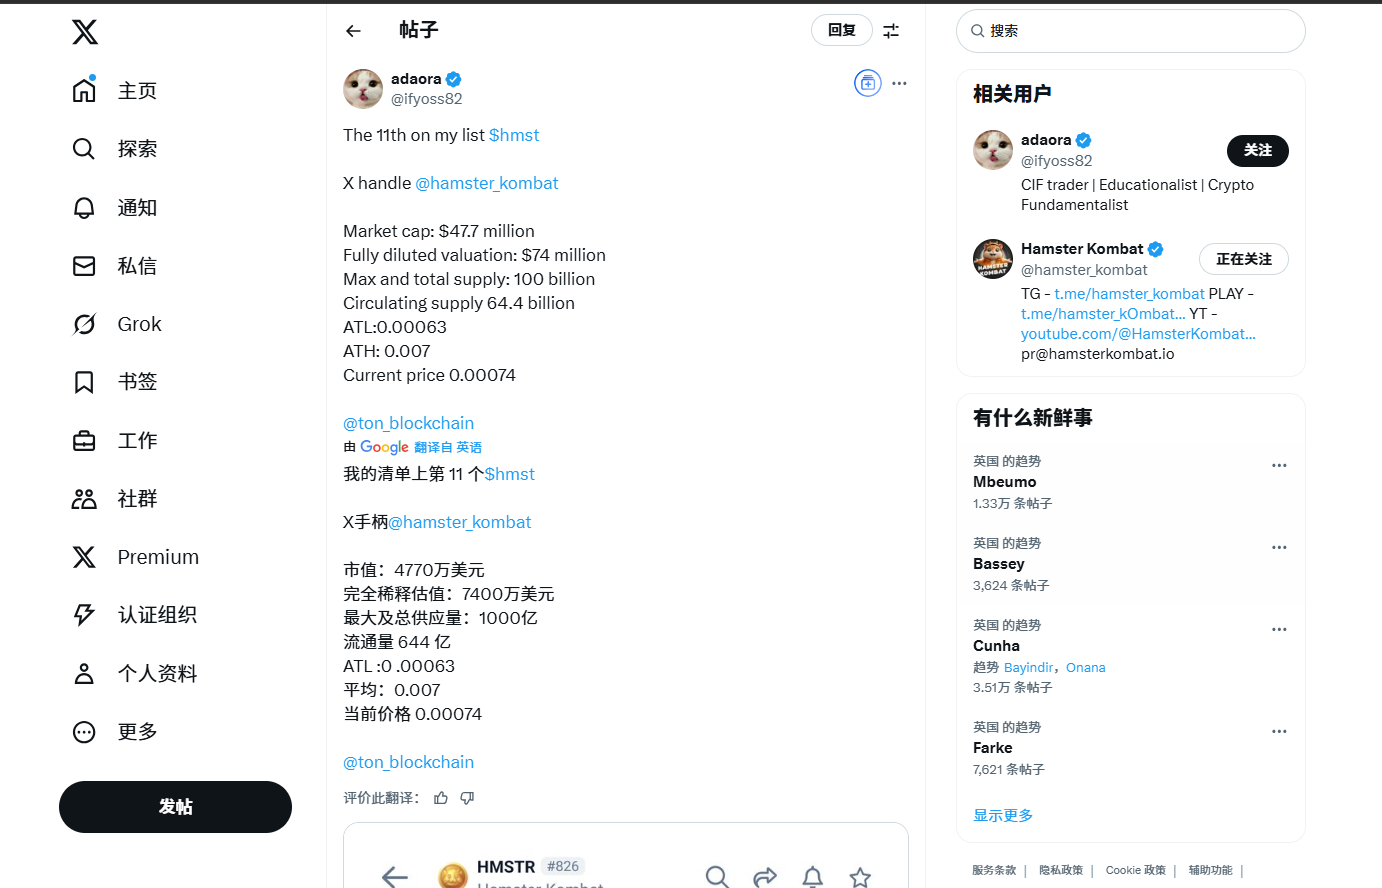 主页
探索
通知
私信
Grok
书签
工作
社群
Premium
认证组织
个人资料
更多
发帖
帖子
回复
adaora
@ifyoss82
The 11th on my list $hmst
X handle @hamster_kombat
Market cap: $47.7 million
Fully diluted valuation: $74 million
Max and total supply: 100 billion
Circulating supply 64.4 billion
ATL:0.00063
ATH: 0.007
Current price 0.00074
@ton_blockchain
由 Google 翻译自 英语
我的清单上第 11 个$hmst
X手柄@hamster_kombat
市值：4770万美元
完全稀释估值：7400万美元
最大及总供应量：1000亿
流通量 644 亿
ATL :0 .00063
平均：0.007
当前价格 0.00074
@ton_blockchain
评价此翻译：
HMSTR #826
Hamster Kombat
搜索
相关用户
adaora
@ifyoss82
关注
CIF trader | Educationalist | Crypto
Fundamentalist
Hamster Kombat
@hamster_kombat
正在关注
TG - t.me/hamster_kombat PLAY -
t.me/hamster_kOmbat… YT -
youtube.com/@HamsterKombat…
pr@hamsterkombat.io
有什么新鲜事
英国 的趋势
Mbeumo
1.33万 条帖子
英国 的趋势
Bassey
3,624 条帖子
英国 的趋势
Cunha
趋势 Bayindir，Onana
3.51万 条帖子
英国 的趋势
Farke
7,621 条帖子
显示更多
服务条款 | 隐私政策 | Cookie 政策 | 辅助功能 |